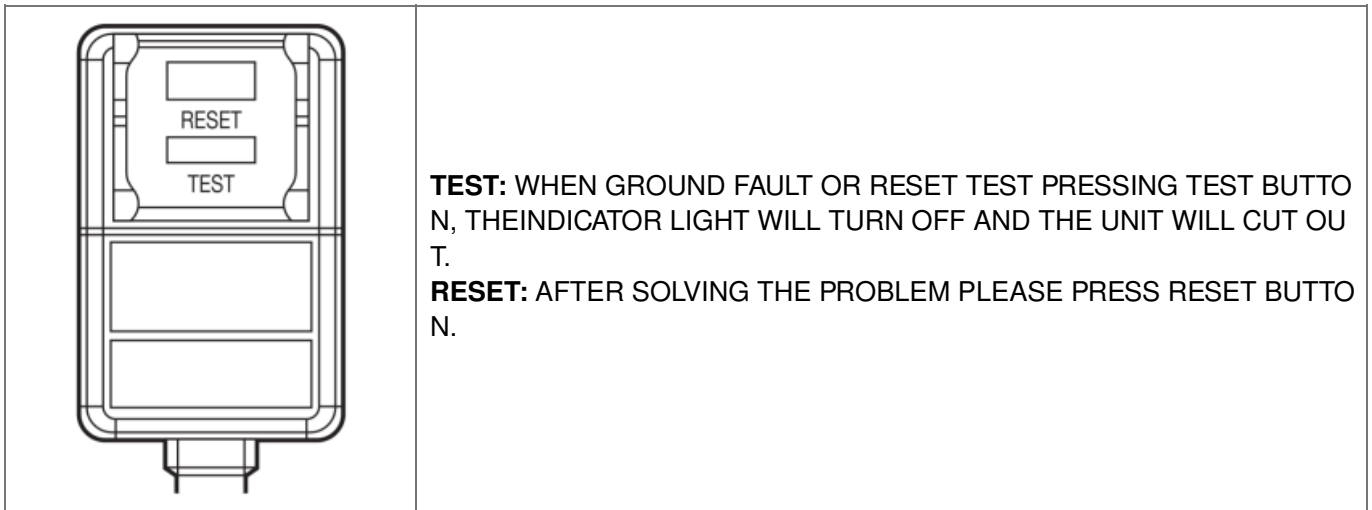 RESET
TEST
TEST: WHEN GROUND FAULT OR RESET TEST PRESSING TEST BUTTO
N, THEINDICATOR LIGHT WILL TURN OFF AND THE UNIT WILL CUT OU
T.
RESET: AFTER SOLVING THE PROBLEM PLEASE PRESS RESET BUTTO
N.